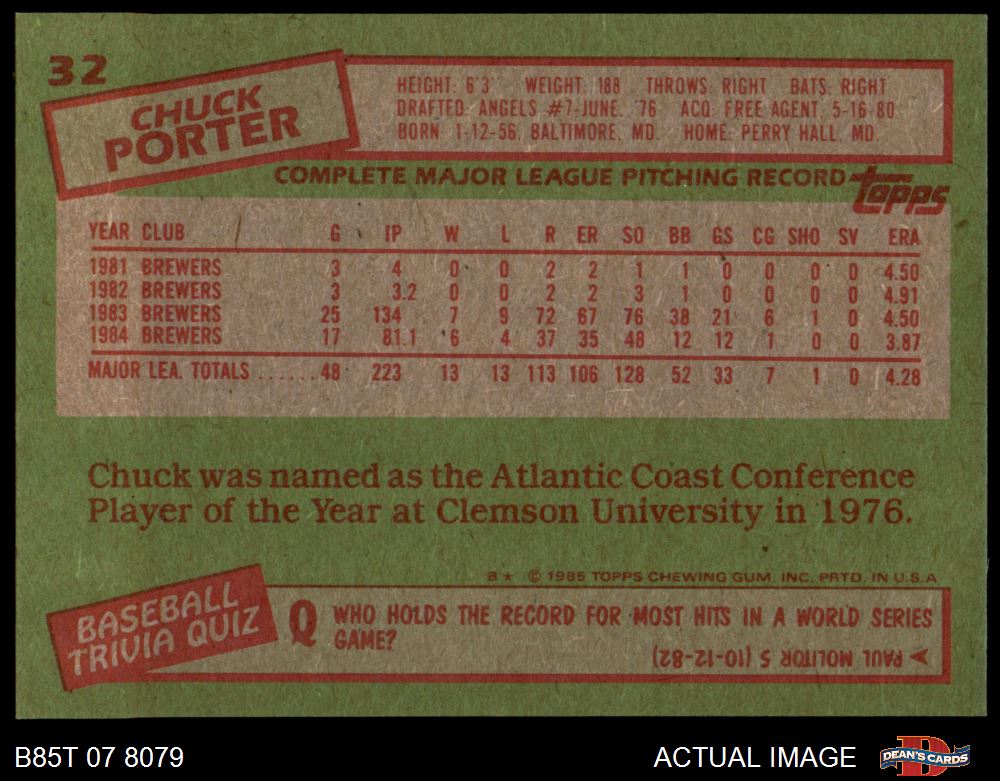 32
CHUCK
PORTER
HEIGHT: 6'3" WEIGHT: 188 THROWS: RIGHT BATS: RIGHT
DRAFTED: ANGELS #7-JUNE, '76 ACQ. FREE AGENT, 5-16-80
BORN 1-12-56, BALTIMORE, MD. HOME: PERRY HALL, MD.
COMPLETE MAJOR LEAGUE PITCHING RECORD topps
YEAR CLUB G IP W L R ER SO BB GS CG SHO SV ERA
1981 BREWERS 3 4 0 0 2 2 1 1 0 0 0 0 4.50
1982 BREWERS 3 3.2 0 0 2 2 3 1 0 0 0 0 4.91
1983 BREWERS 25 134 7 9 72 67 76 38 21 6 1 0 4.50
1984 BREWERS 17 81.1 6 4 37 35 48 12 12 1 0 0 3.87
MAJOR LEA. TOTALS ......48 223 13 13 113 106 128 52 33 7 1 0 4.28
Chuck was named as the Atlantic Coast Conference
Player of the Year at Clemson University in 1976.
B★ © 1985 TOPPS CHEWING GUM, INC. PRTD. IN U.S.A.
BASEBALL
TRIVIA QUIZ
Q WHO HOLDS THE RECORD FOR MOST HITS IN A WORLD SERIES
GAME?
➤ PAUL MOLITOR 5 (10-12-82)
B85T 07 8079
ACTUAL IMAGE
DEAN'S CARDS